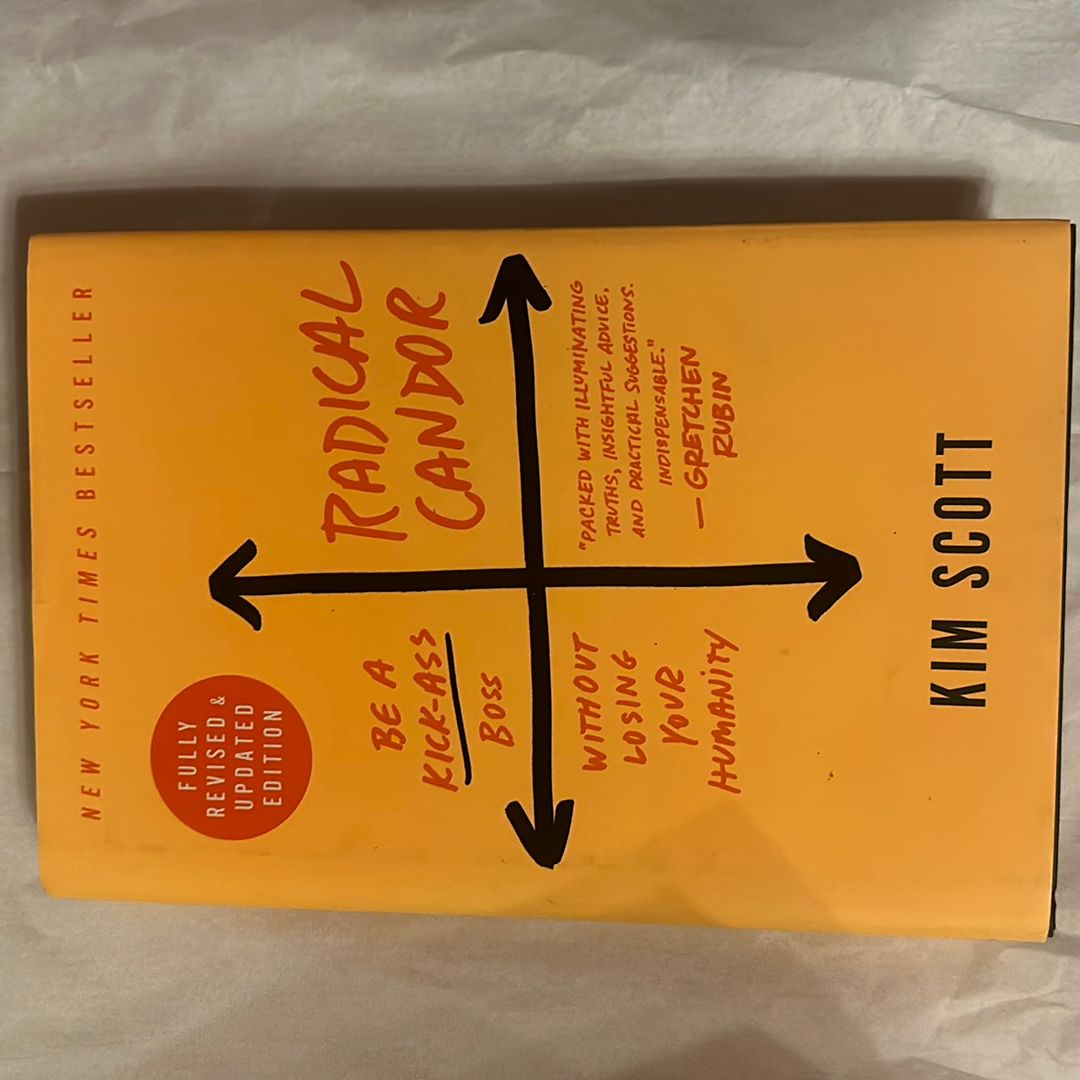 NEW YORK TIMES BESTSELLER
FULLY
REVISED &
UPDATED
EDITION
RADICAL
CANDOR
BE A
KICK-ASS
BOSS
WITHOUT
LOSING
YOUR
HUMANITY
"PACKED WITH ILLUMINATING
TRUTHS, INSIGHTFUL ADVICE,
AND PRACTICAL SUGGESTIONS.
INDISPENSABLE."
—GRETCHEN
RUBIN
KIM SCOTT